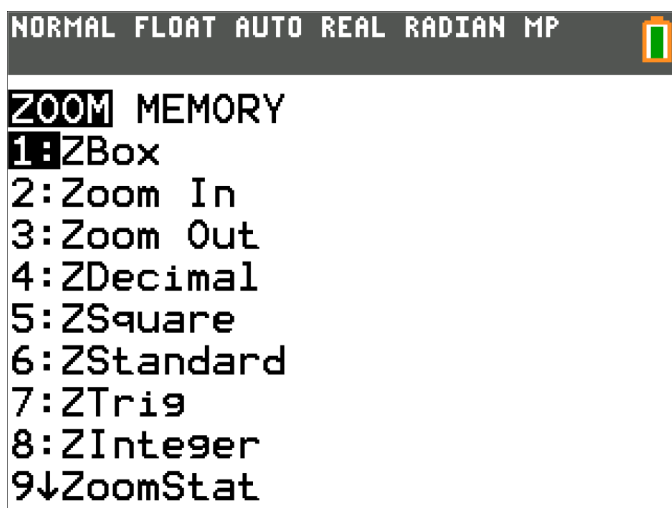 NORMAL FLOAT AUTO REAL RADIAN MP
ZOOM MEMORY
1:ZBox
2:Zoom In
3:Zoom Out
4:ZDecimal
5:ZSquare
6:ZStandard
7:ZTrig
8:ZInteger
9↓ZoomStat